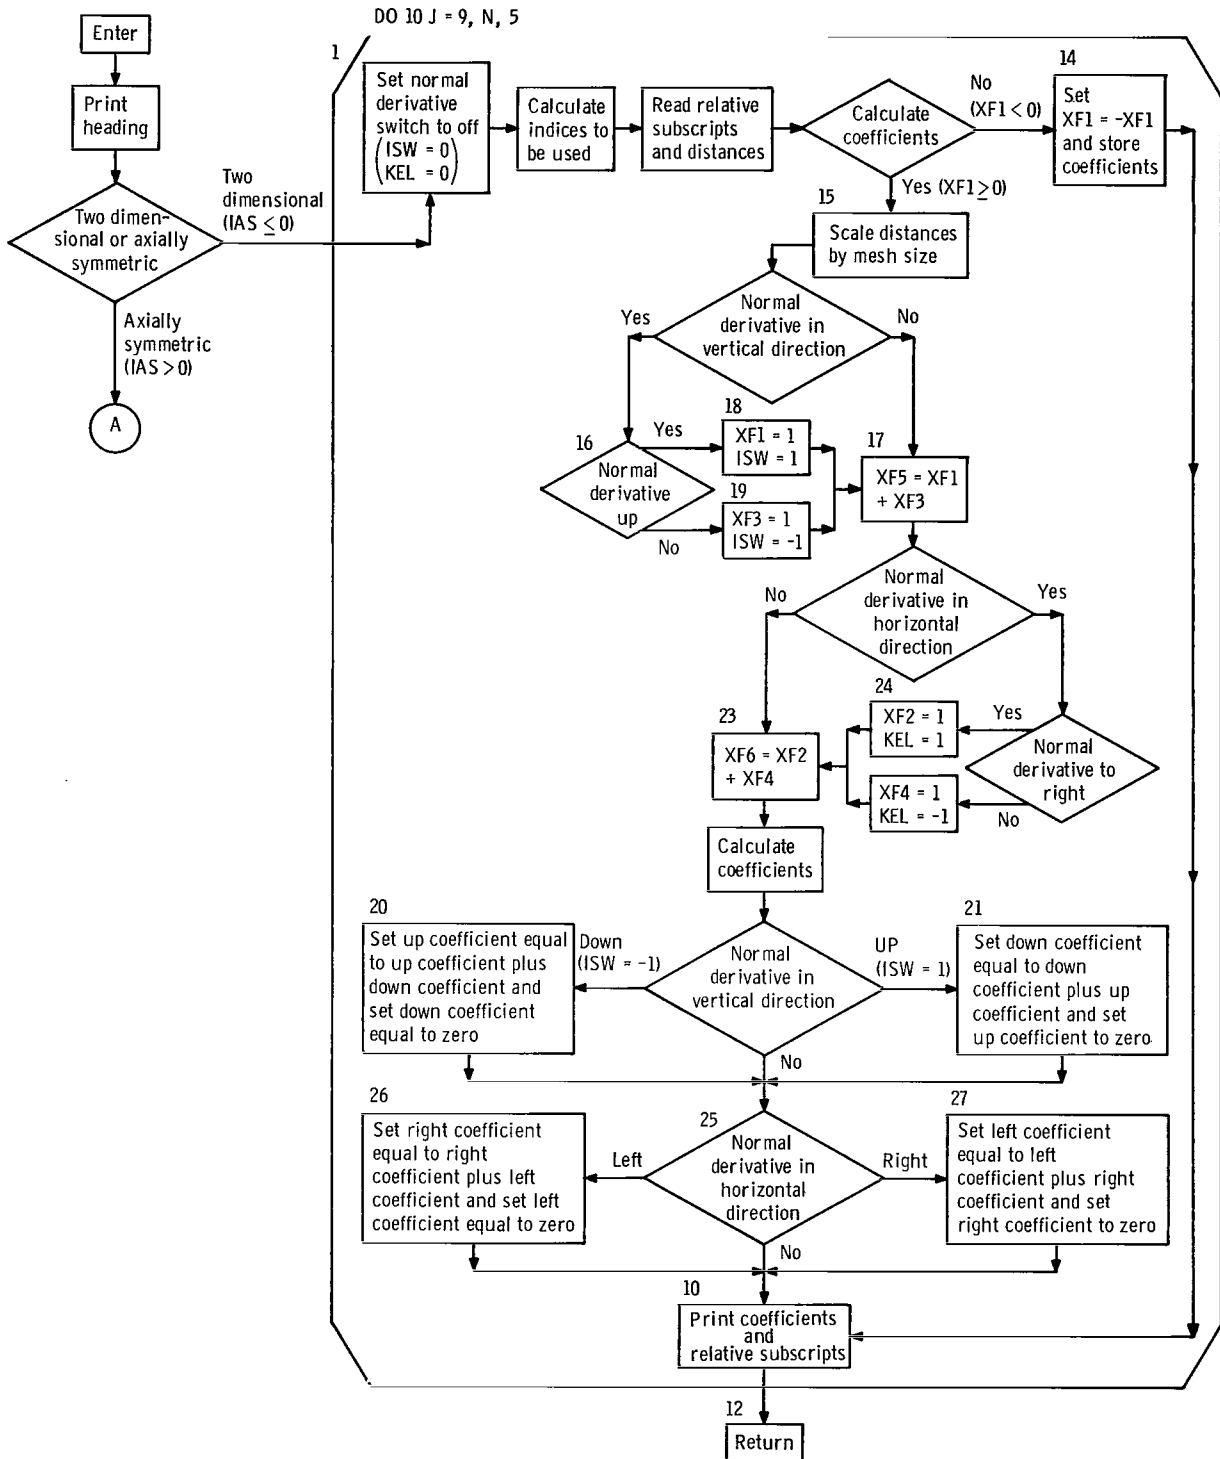 DO 10 J = 9, N, 5
Enter
Print
heading
Two dimen-
sional or axially
symmetric
Two
dimensional
(IAS ≤ 0)
Axially
symmetric
(IAS > 0)
A
1
Set normal
derivative
switch to off
(ISW = 0)
(KEL = 0)
Calculate
indices to
be used
Read relative
subscripts
and distances
Calculate
coefficients
No
(XF1 < 0)
14
Set
XF1 = -XF1
and store
coefficients
Yes (XF1 ≥ 0)
15
Scale distances
by mesh size
Normal
derivative in
vertical direction
Yes
No
16
Normal
derivative
up
Yes
No
18
XF1 = 1
ISW = 1
19
XF3 = 1
ISW = -1
17
XF5 = XF1
+ XF3
Normal
derivative in
horizontal
direction
No
Yes
24
XF2 = 1
KEL = 1
XF4 = 1
KEL = -1
Yes
No
Normal
derivative to
right
23
XF6 = XF2
+ XF4
Calculate
coefficients
20
Set up coefficient equal
to up coefficient plus
down coefficient and
set down coefficient
equal to zero
Down
(ISW = -1)
Normal
derivative in
vertical direction
UP
(ISW = 1)
21
Set down coefficient
equal to down
coefficient plus up
coefficient and set
up coefficient to zero
No
26
Set right coefficient
equal to right
coefficient plus left
coefficient and set left
coefficient equal to zero
Left
25
Normal
derivative in
horizontal
direction
Right
27
Set left coefficient
equal to left
coefficient plus right
coefficient and set
right coefficient to zero
No
10
Print coefficients
and
relative subscripts
12
Return